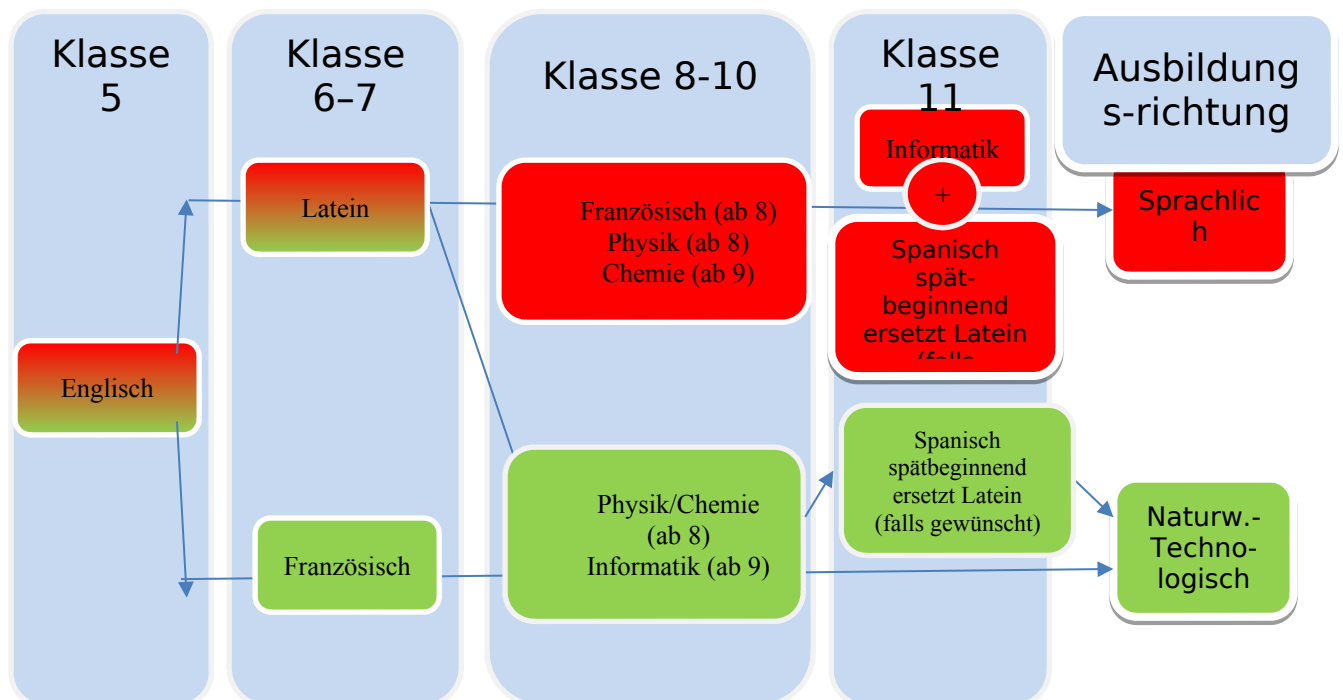 Klasse
5
Klasse
6–7
Klasse 8-10
Klasse
11
Ausbildung
s-richtung
Englisch
Latein
Französisch
Französisch (ab 8)
Physik (ab 8)
Chemie (ab 9)
Physik/Chemie
(ab 8)
Informatik (ab 9)
Informatik
+
Spanisch
spät-
beginnend
ersetzt Latein
(falls
Spanisch
spätbeginnend
ersetzt Latein
(falls gewünscht)
Sprachlic
h
Naturw.-
Techno-
logisch